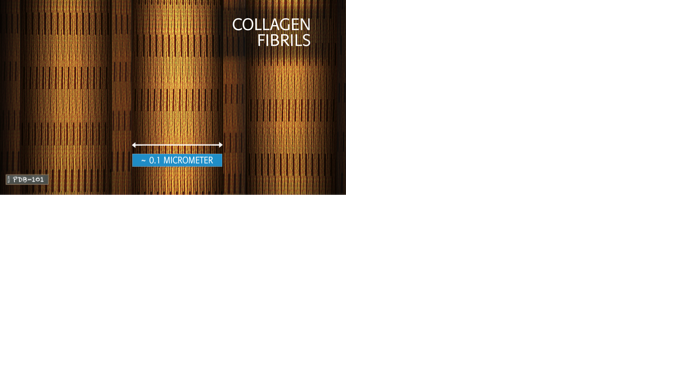 COLLAGEN
FIBRILS
~ 0.1 MICROMETER
PDB-101